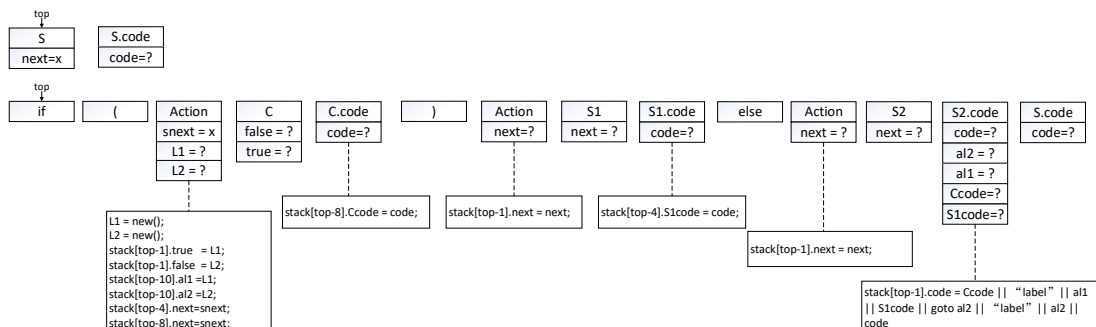 top
S S.code
next=x code=?
top
if ( Action C C.code ) Action S1 S1.code else Action S2 S2.code S.code
snext = x false = ? code=? next=? next = ? code=? next = ? next = ? code=? code=?
L1 = ? true = ? al2 = ?
L2 = ? al1 = ?
Ccode=?
S1code=?
L1 = new();
L2 = new();
stack[top-1].true = L1;
stack[top-1].false = L2;
stack[top-10].al1 =L1;
stack[top-10].al2 =L2;
stack[top-4].next=snext;
stack[top-8].next=snext;
stack[top-8].Ccode = code;
stack[top-1].next = next;
stack[top-4].S1code = code;
stack[top-1].next = next;
stack[top-1].code = Ccode || “label” || al1
|| S1code || goto al2 || “label” || al2 ||
code